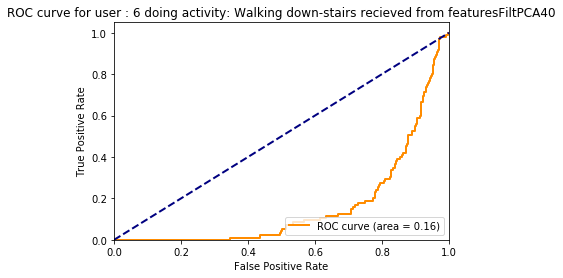 ROC curve for user : 6 doing activity: Walking down-stairs recieved from featuresFiltPCA40
1.0
0.8
0.6
0.4
0.2
0.0
True Positive Rate
ROC curve (area = 0.16)
0.0 0.2 0.4 0.6 0.8 1.0
False Positive Rate